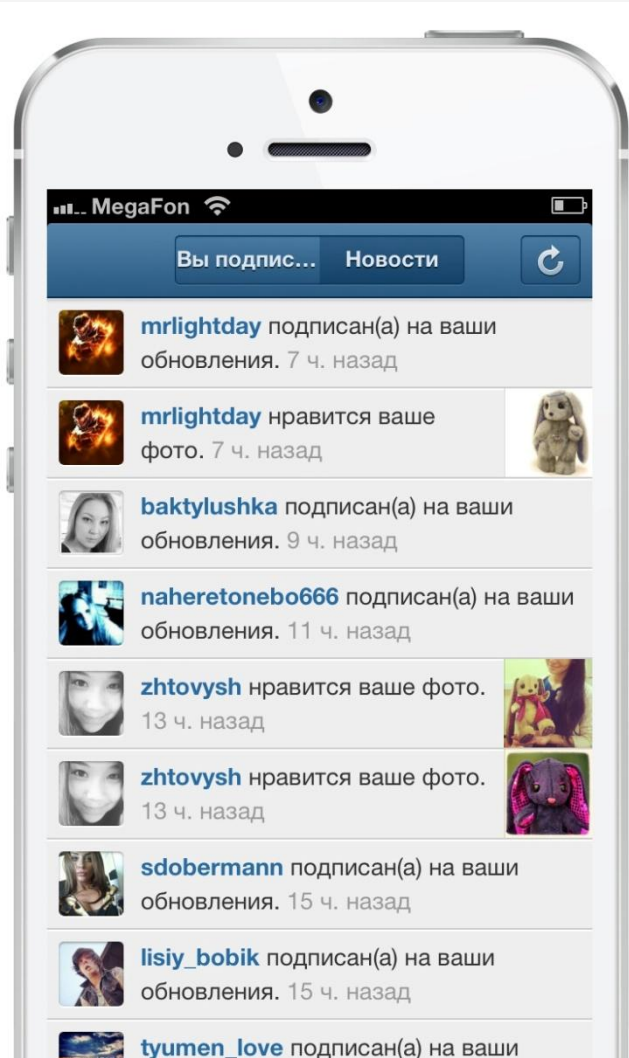 MegaFon
Вы подпис... Новости
mrlightday подписан(а) на ваши
обновления. 7 ч. назад
mrlightday нравится ваше
фото. 7 ч. назад
baktylushka подписан(а) на ваши
обновления. 9 ч. назад
naheretonebo666 подписан(а) на ваши
обновления. 11 ч. назад
zhtovysh нравится ваше фото.
13 ч. назад
zhtovysh нравится ваше фото.
13 ч. назад
sdobermann подписан(а) на ваши
обновления. 15 ч. назад
lisiy_bobik подписан(а) на ваши
обновления. 15 ч. назад
tyumen_love подписан(а) на ваши